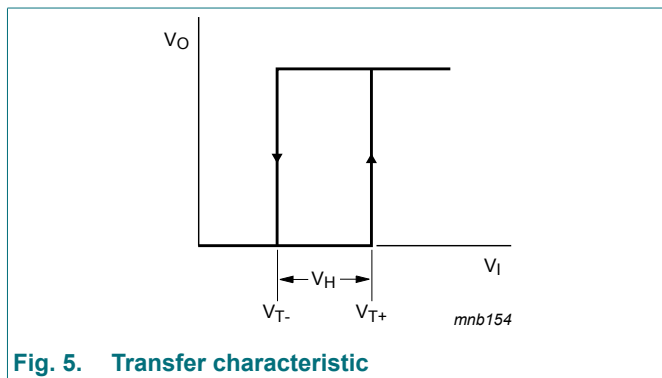 VO
VI
VH
VT-
VT+
mnb154
Fig. 5. Transfer characteristic